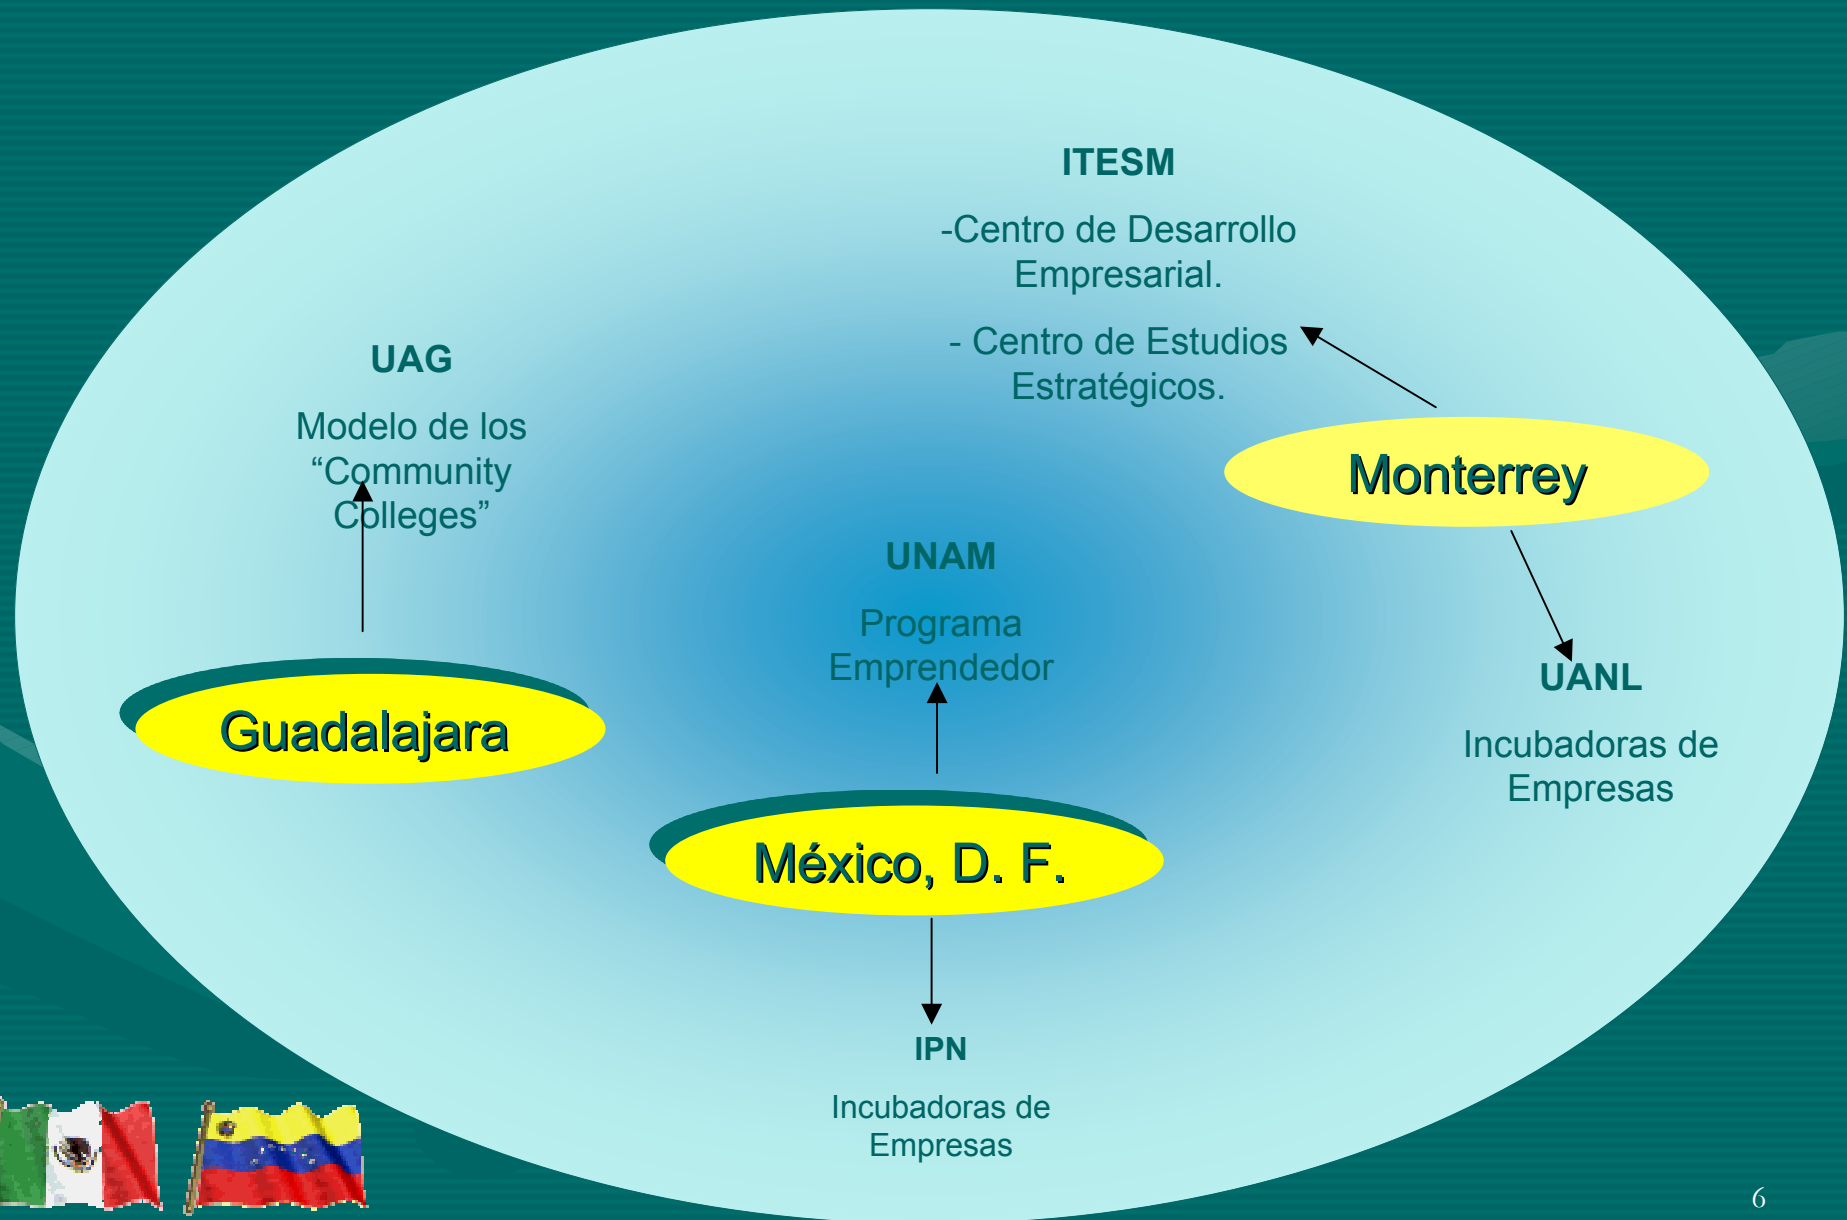 ITESM
-Centro de Desarrollo
Empresarial.
- Centro de Estudios
Estratégicos.
Monterrey
UANL
Incubadoras de
Empresas
UAG
Modelo de los
“Community
Colleges”
Guadalajara
UNAM
Programa
Emprendedor
México, D. F.
IPN
Incubadoras de
Empresas
6